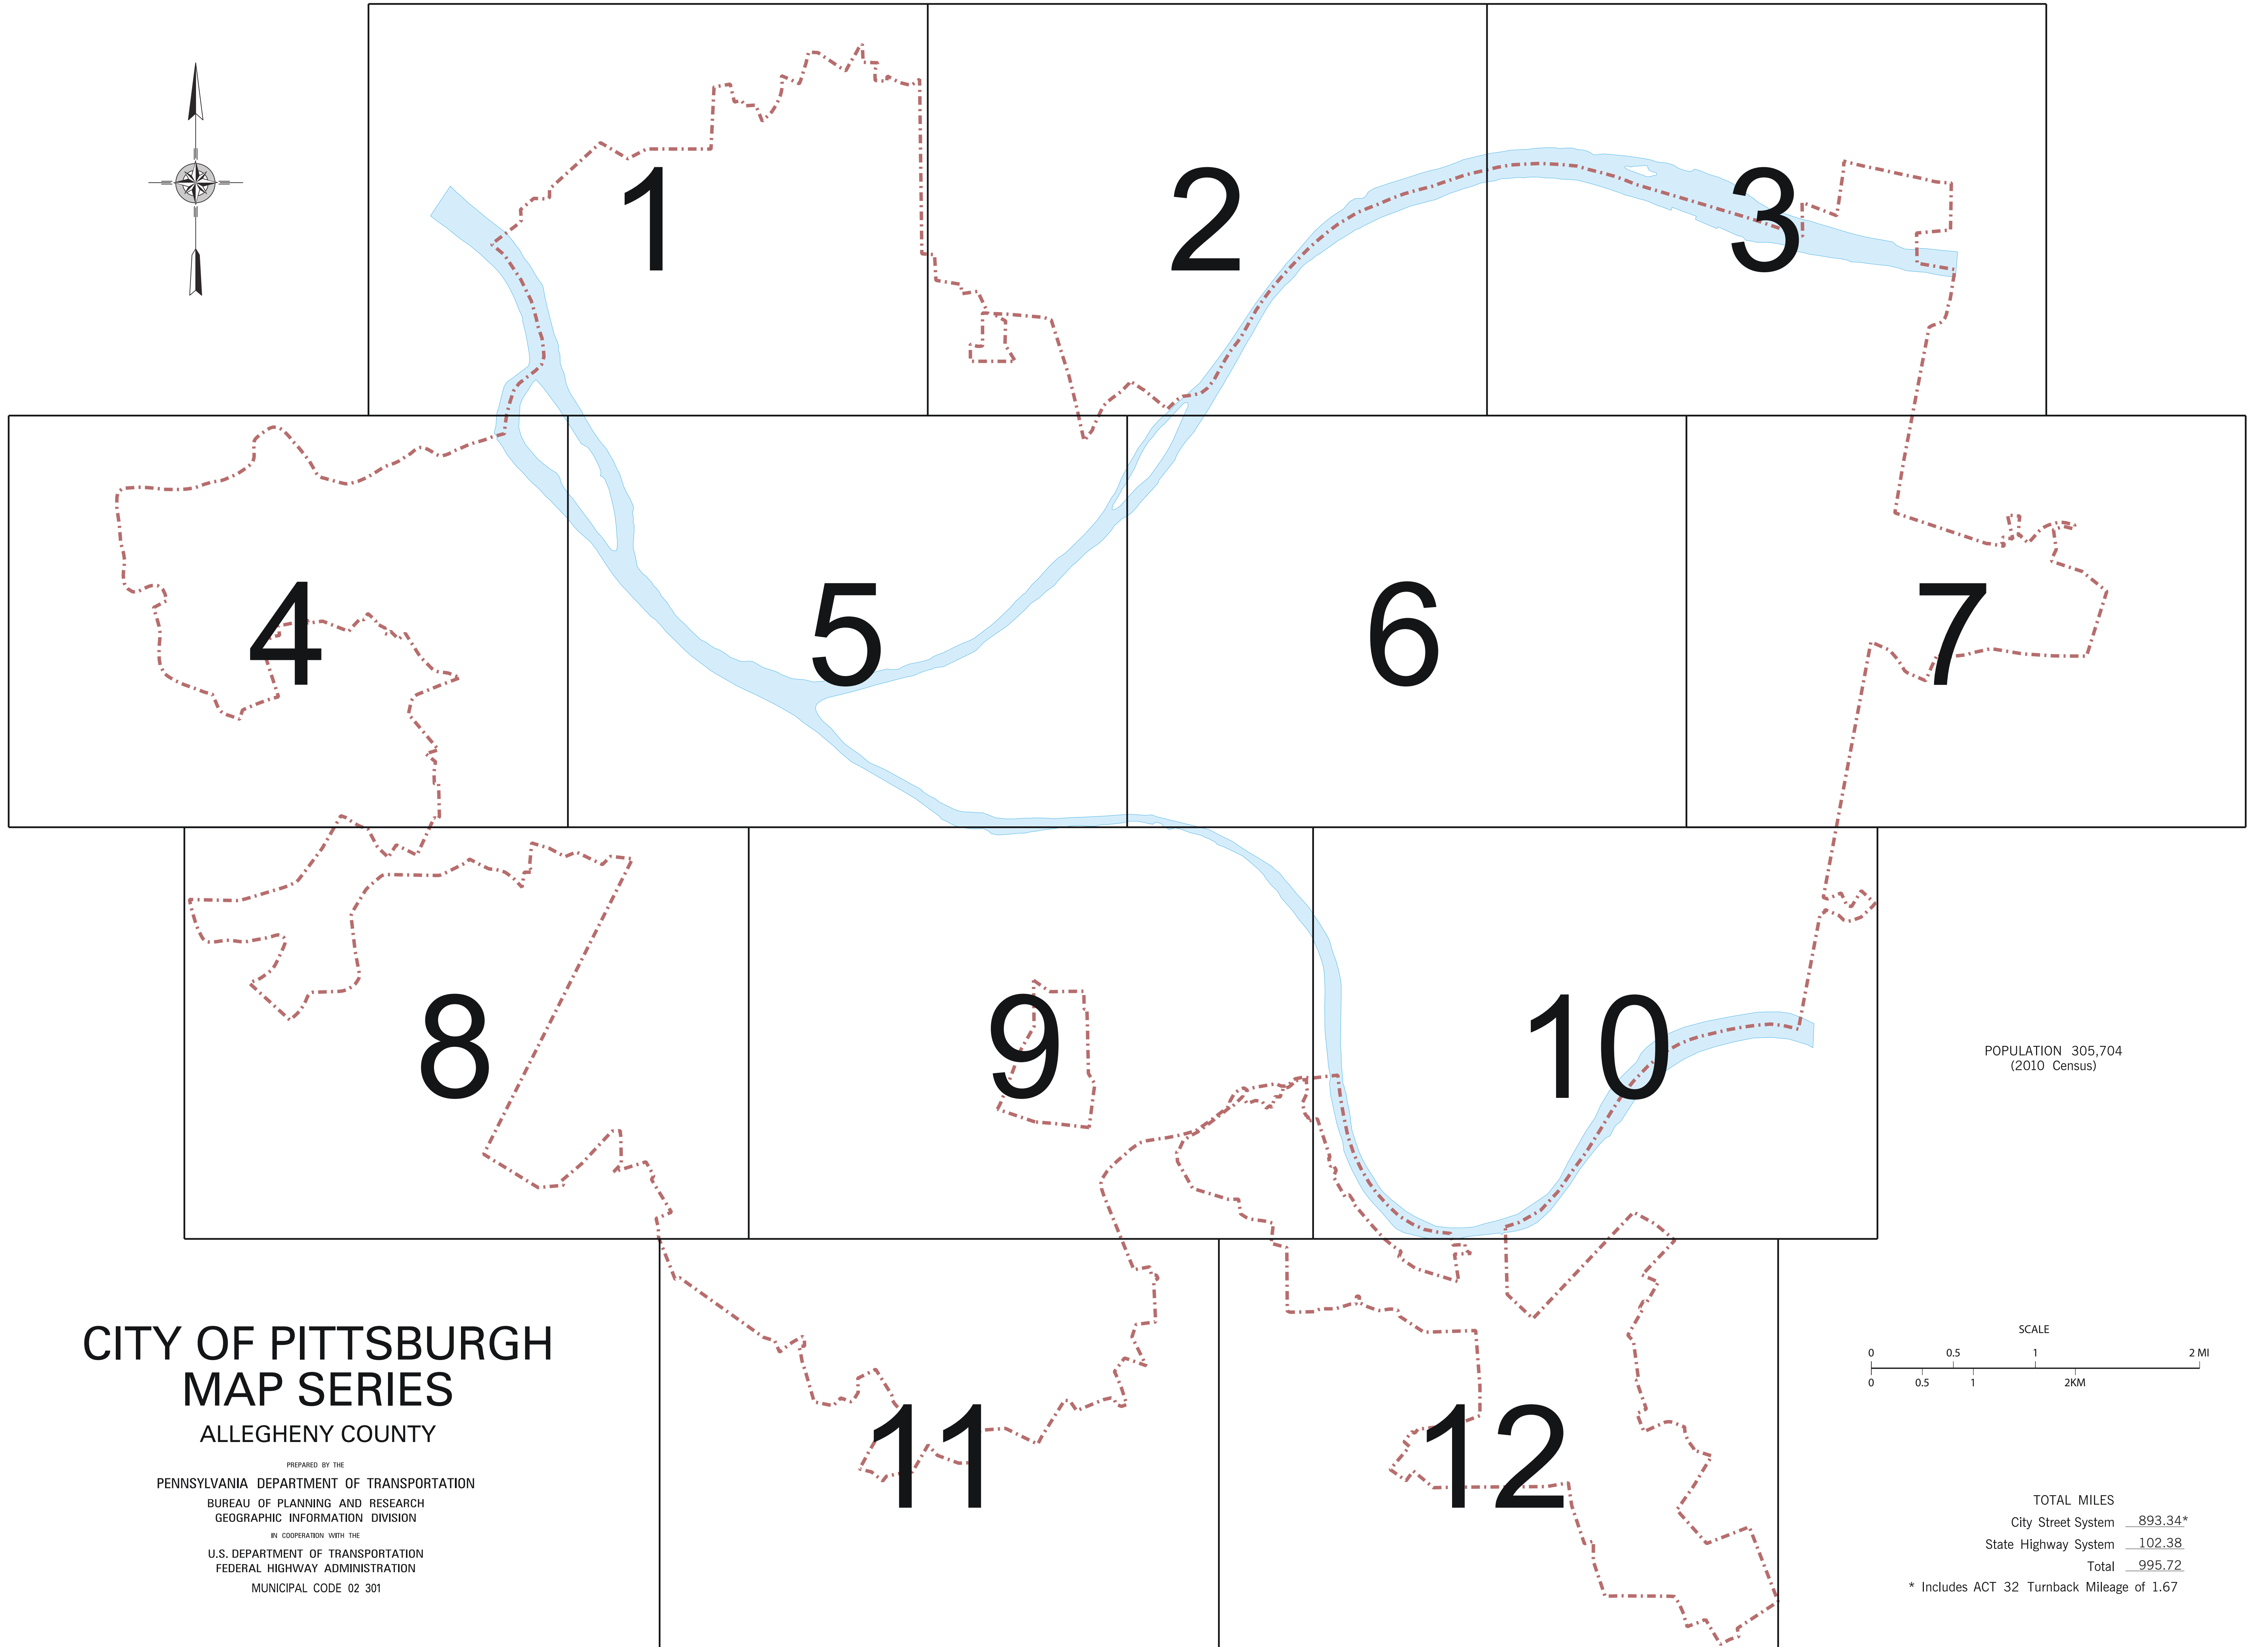 1
2
3
4
5
6
7
8
9
10
11
12
POPULATION 305,704
(2010 Census)
CITY OF PITTSBURGH
MAP SERIES
ALLEGHENY COUNTY
PREPARED BY THE
PENNSYLVANIA DEPARTMENT OF TRANSPORTATION
BUREAU OF PLANNING AND RESEARCH
GEOGRAPHIC INFORMATION DIVISION
IN COOPERATION WITH THE
U.S. DEPARTMENT OF TRANSPORTATION
FEDERAL HIGHWAY ADMINISTRATION
MUNICIPAL CODE 02 301
SCALE
0 0.5 1 2 MI
0 0.5 1 2KM
TOTAL MILES
City Street System 893.34*
State Highway System 102.38
Total 995.72
* Includes ACT 32 Turnback Mileage of 1.67